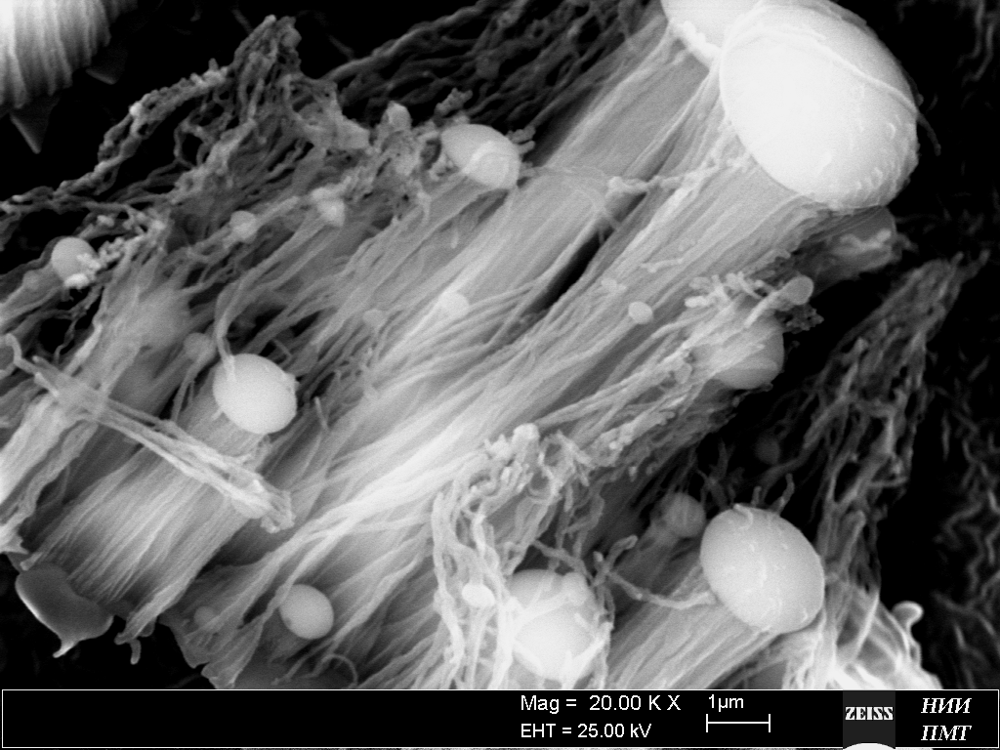 Mag = 20.00 K X
1µm
EHT = 25.00 kV
ZEISS
НИИ
ПМТ